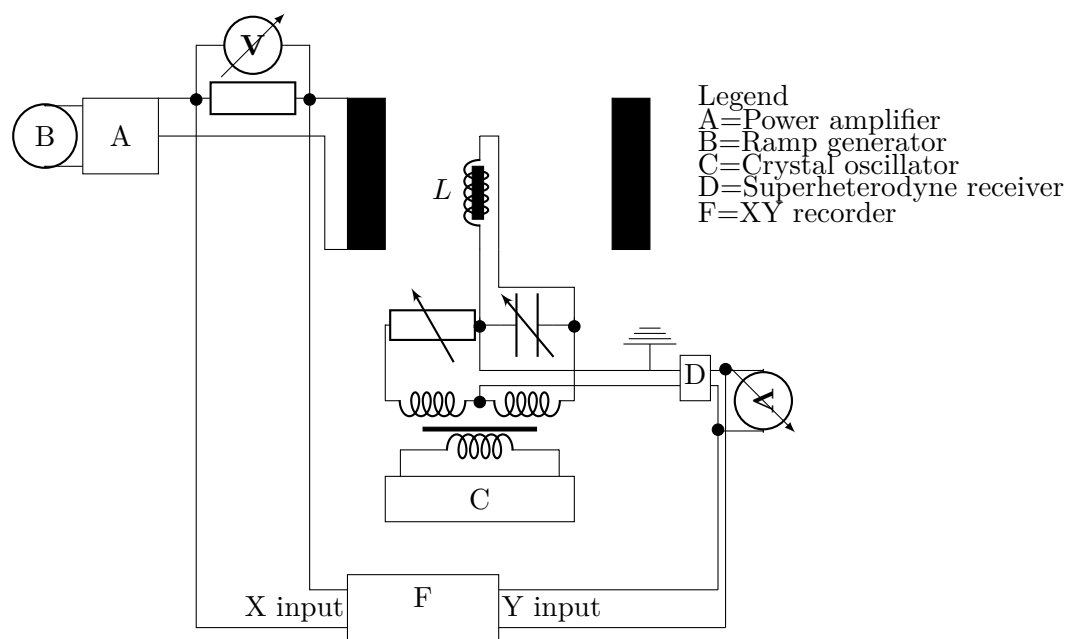 V
B
A
L
Legend
A=Power amplifier
B=Ramp generator
C=Crystal oscillator
D=Superheterodyne receiver
F=XY recorder
D
V
C
F
X input
Y input